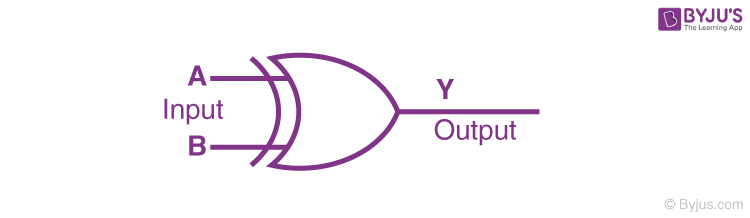 BYJU'S
The Learning App
A
Input
B
Y
Output
© Byjus.com